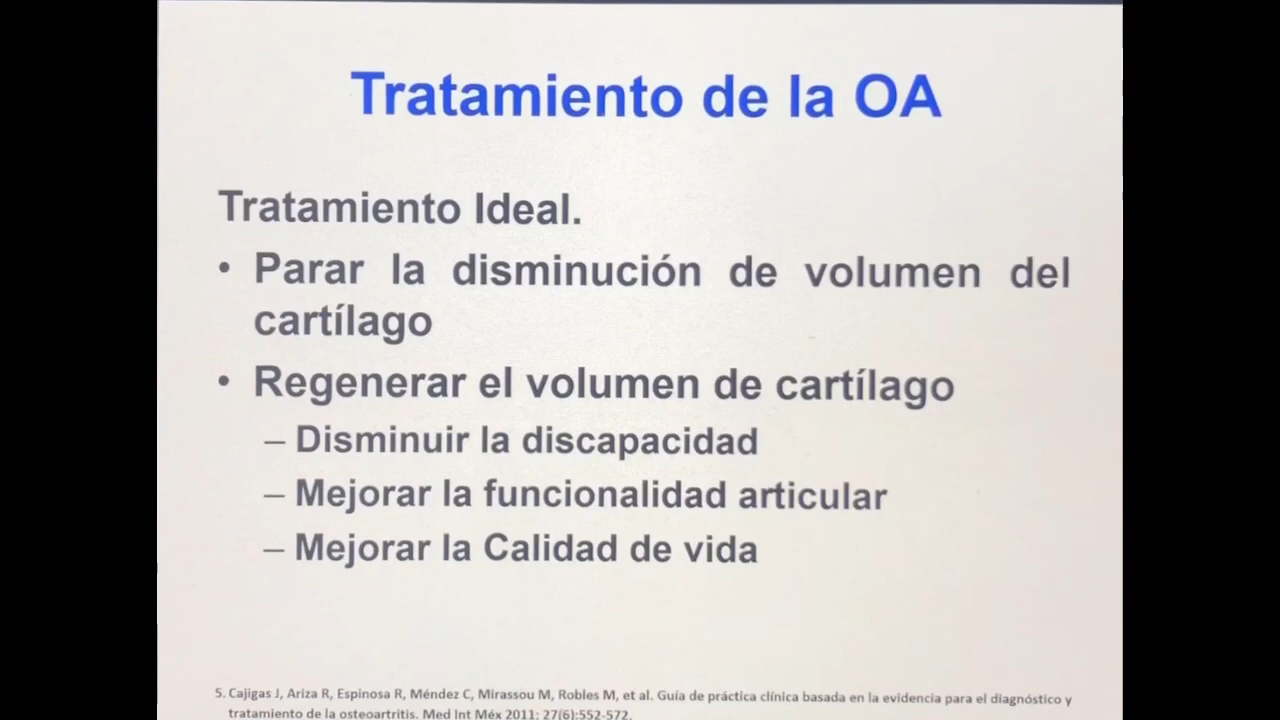 Tratamiento de la OA
Tratamiento Ideal.
• Parar la disminución de volumen del
cartílago
• Regenerar el volumen de cartílago
– Disminuir la discapacidad
– Mejorar la funcionalidad articular
– Mejorar la Calidad de vida
5. Cajigas J, Ariza R, Espinosa R, Méndez C, Mirassou M, Robles M, et al. Guía de práctica clínica basada en la evidencia para el diagnóstico y
tratamiento de la osteoartritis. Med Int Méx 2011; 27(6):552-572.